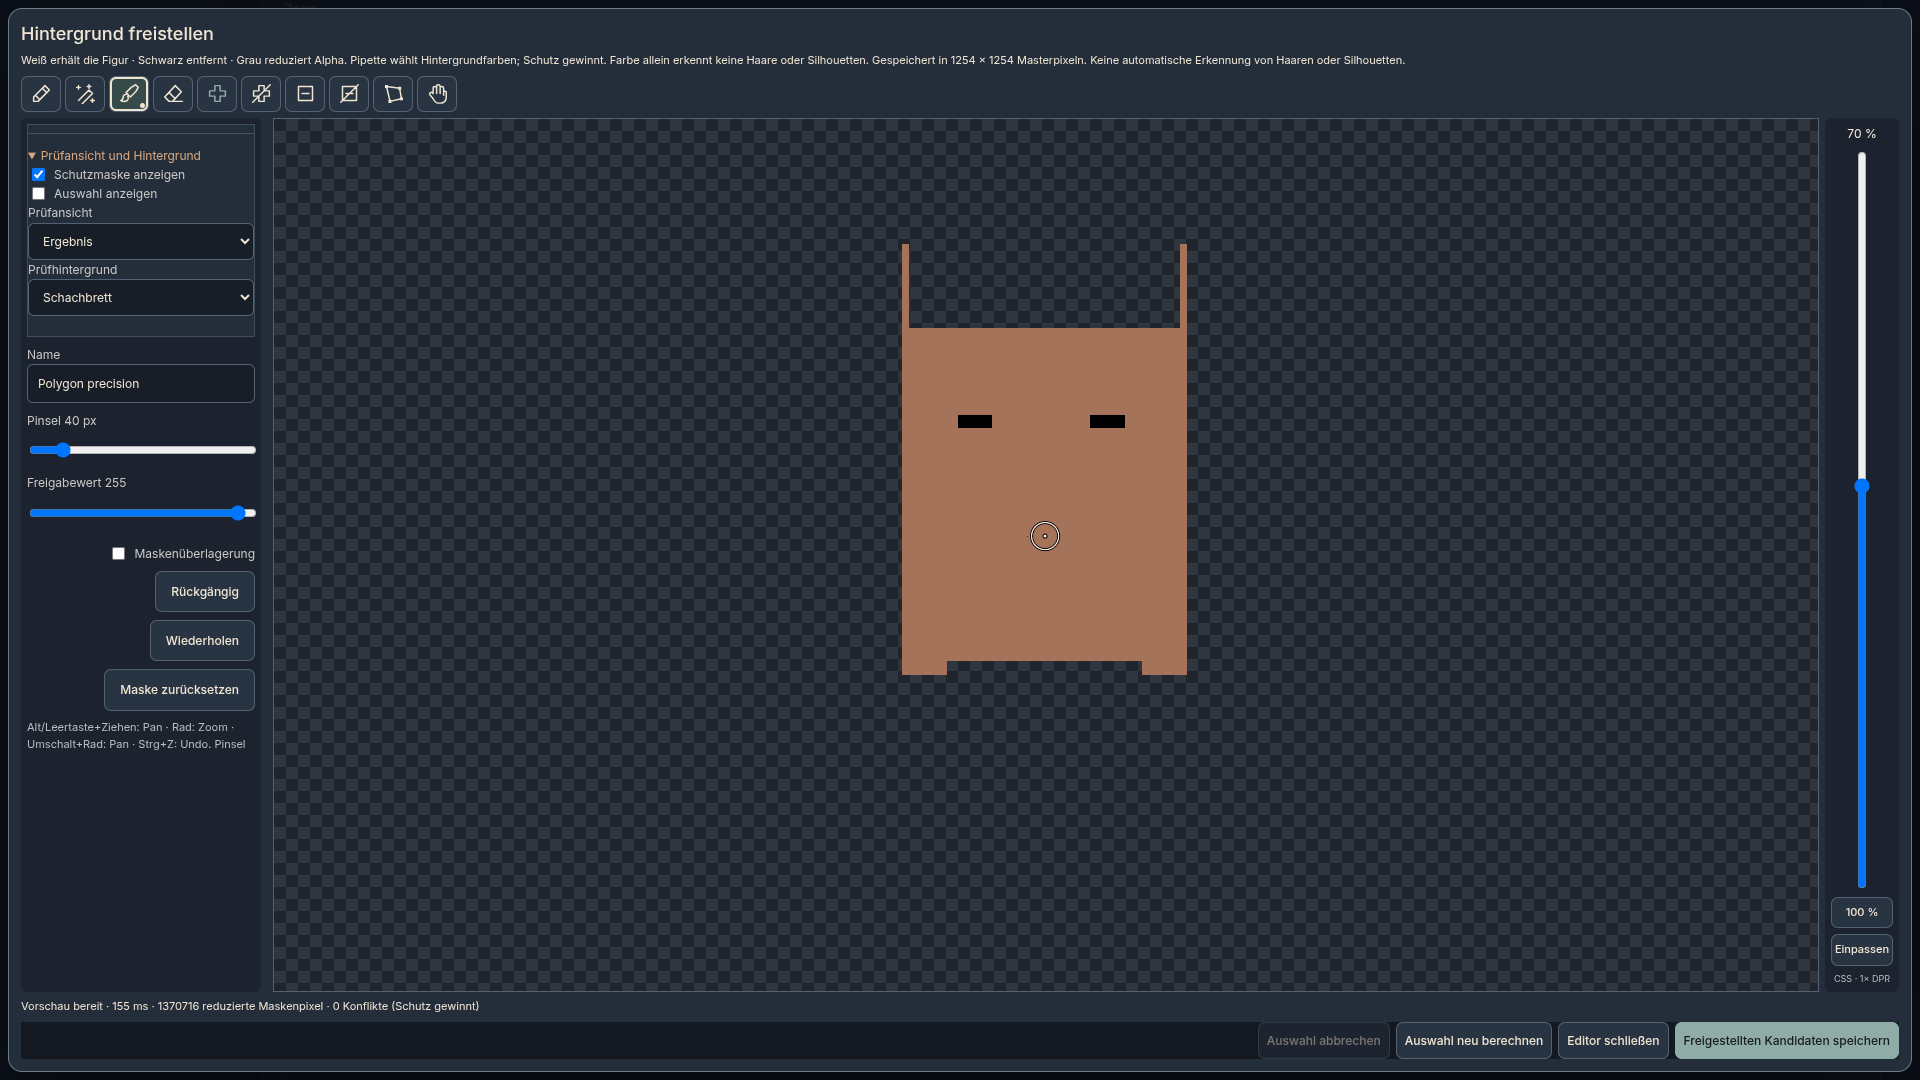 Hintergrund freistellen
Weiß erhält die Figur · Schwarz entfernt · Grau reduziert Alpha. Pipette wählt Hintergrundfarben; Schutz gewinnt. Farbe allein erkennt keine Haare oder Silhouetten. Gespeichert in 1254 × 1254 Masterpixeln. Keine automatische Erkennung von Haaren oder Silhouetten.
70 %
▼ Prüfansicht und Hintergrund
Schutzmaske anzeigen
Auswahl anzeigen
Prüfansicht
Ergebnis
Prüfhintergrund
Schachbrett
Name
Polygon precision
Pinsel 40 px
Freigabewert 255
Maskenüberlagerung
Rückgängig
Wiederholen
Maske zurücksetzen
Alt/Leertaste+Ziehen: Pan · Rad: Zoom ·
Umschalt+Rad: Pan · Strg+Z: Undo. Pinsel
100 %
Einpassen
CSS · 1× DPR
Vorschau bereit · 155 ms · 1370716 reduzierte Maskenpixel · 0 Konflikte (Schutz gewinnt)
Auswahl abbrechen
Auswahl neu berechnen
Editor schließen
Freigestellten Kandidaten speichern